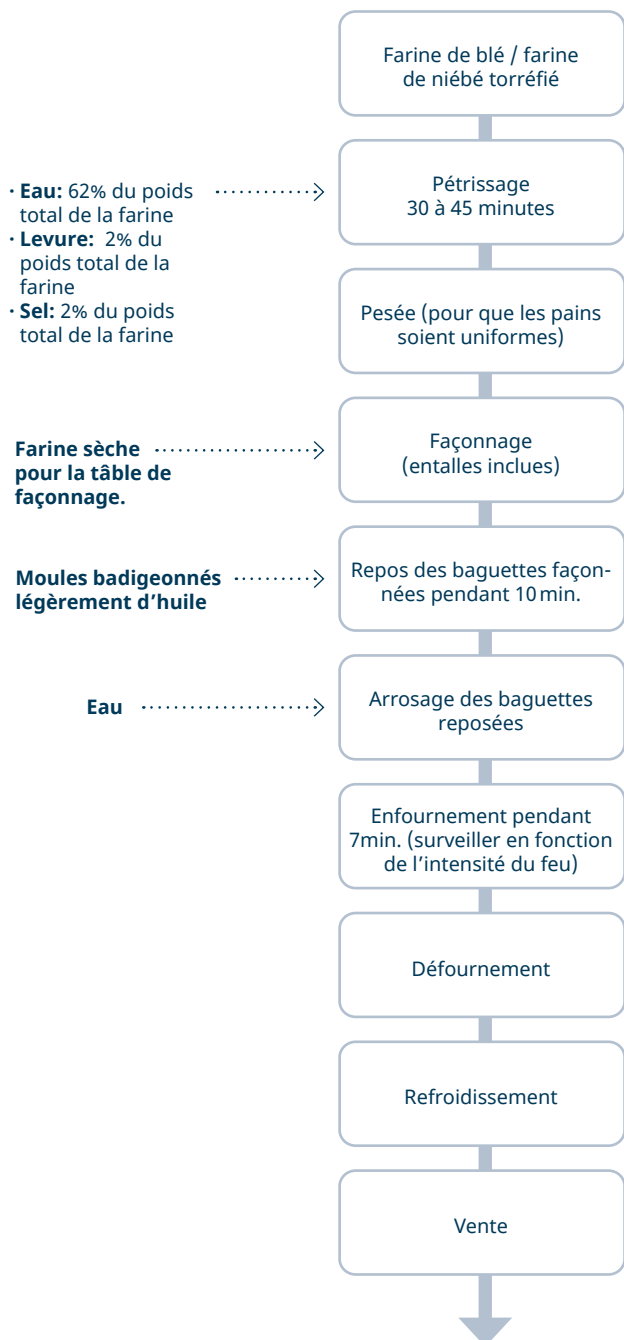 Farine de blé / farine
de niébé torréfié
· Eau: 62% du poids
total de la farine
· Levure: 2% du
poids total de la
farine
· Sel: 2% du poids
total de la farine
Pétrissage
30 à 45 minutes
Pesée (pour que les pains
soient uniformes)
Farine sèche
pour la tâble de
façonnage.
Façonnage
(entalles inclues)
Moules badigeonnés
légèrement d’huile
Repos des baguettes façon-
nées pendant 10 min.
Eau
Arrosage des baguettes
reposées
Enfournement pendant
7min. (surveiller en fonction
de l’intensité du feu)
Défournement
Refroidissement
Vente